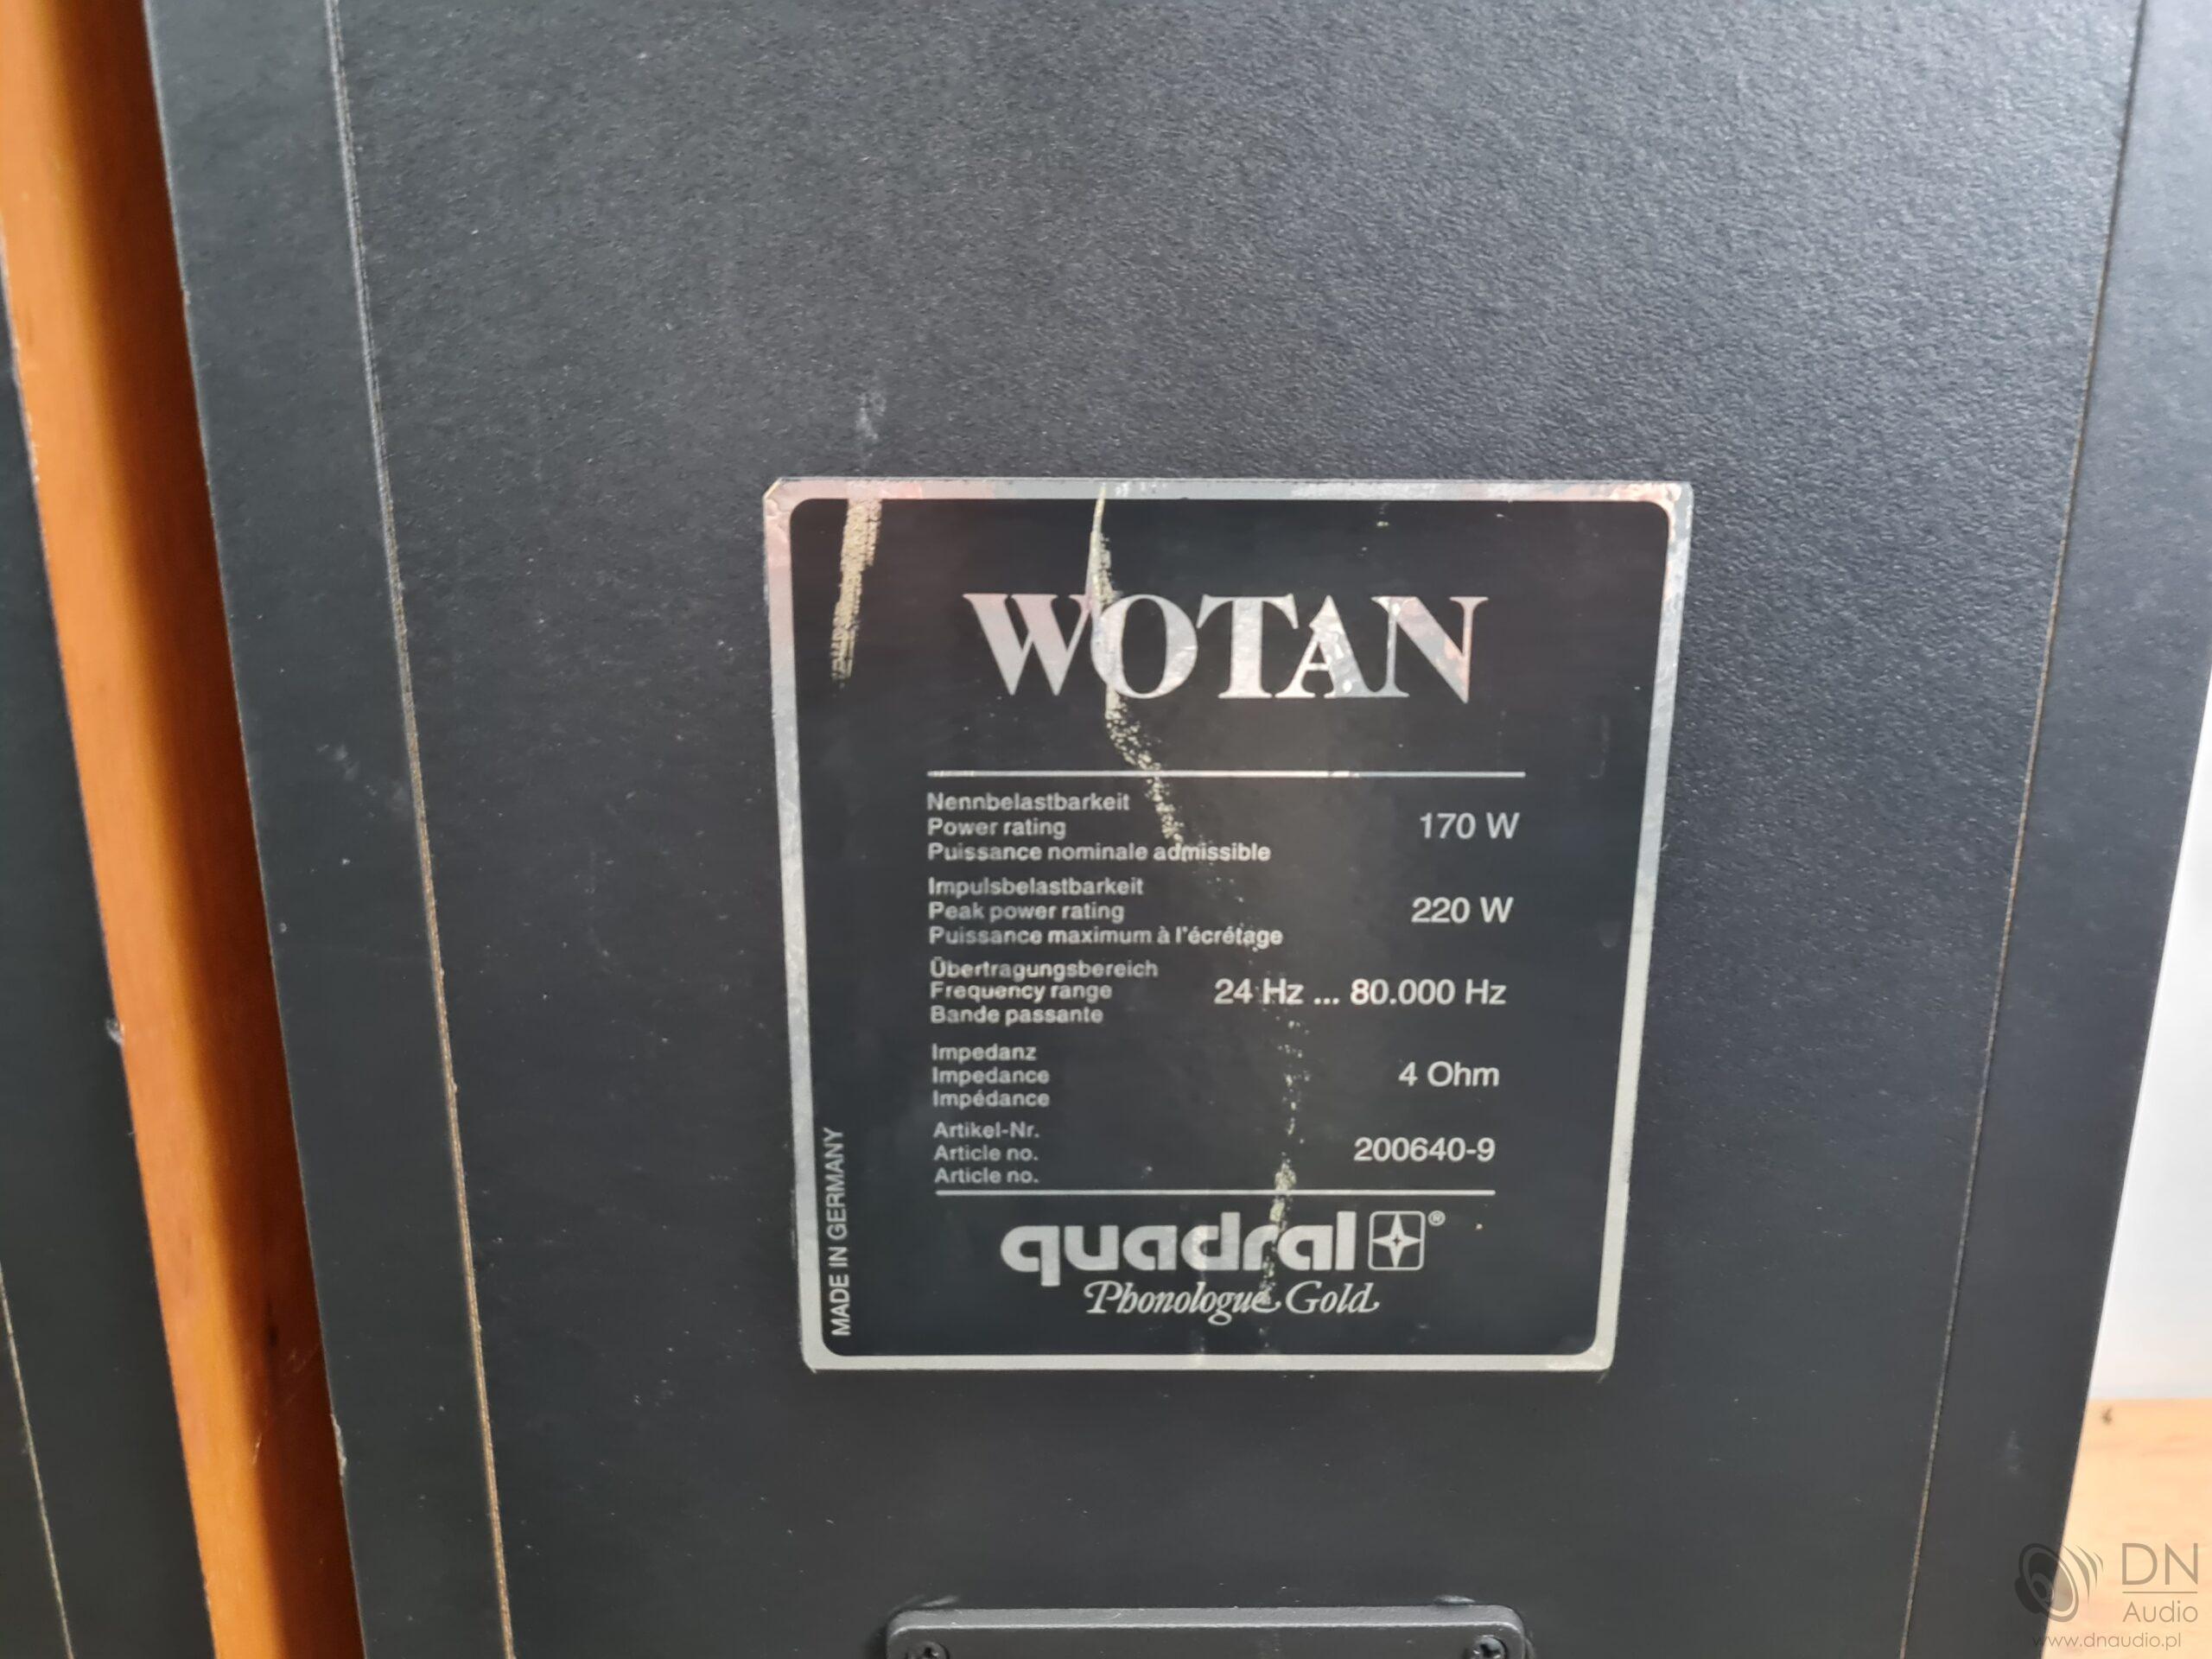 WOTAN
Nennbelastbarkeit
Power rating 170 W
Puissance nominale admissible
Impulsbelastbarkeit
Peak power rating 220 W
Puissance maximum à l'écrétage
Übertragungsbereich
Frequency range 24 Hz ... 80.000 Hz
Bande passante
Impedanz
Impedance 4 Ohm
Impédance
Artikel-Nr.
Article no. 200640-9
Article no.
MADE IN GERMANY
quadral ®
Phonologue Gold
DN
Audio
www.dnaudio.pl